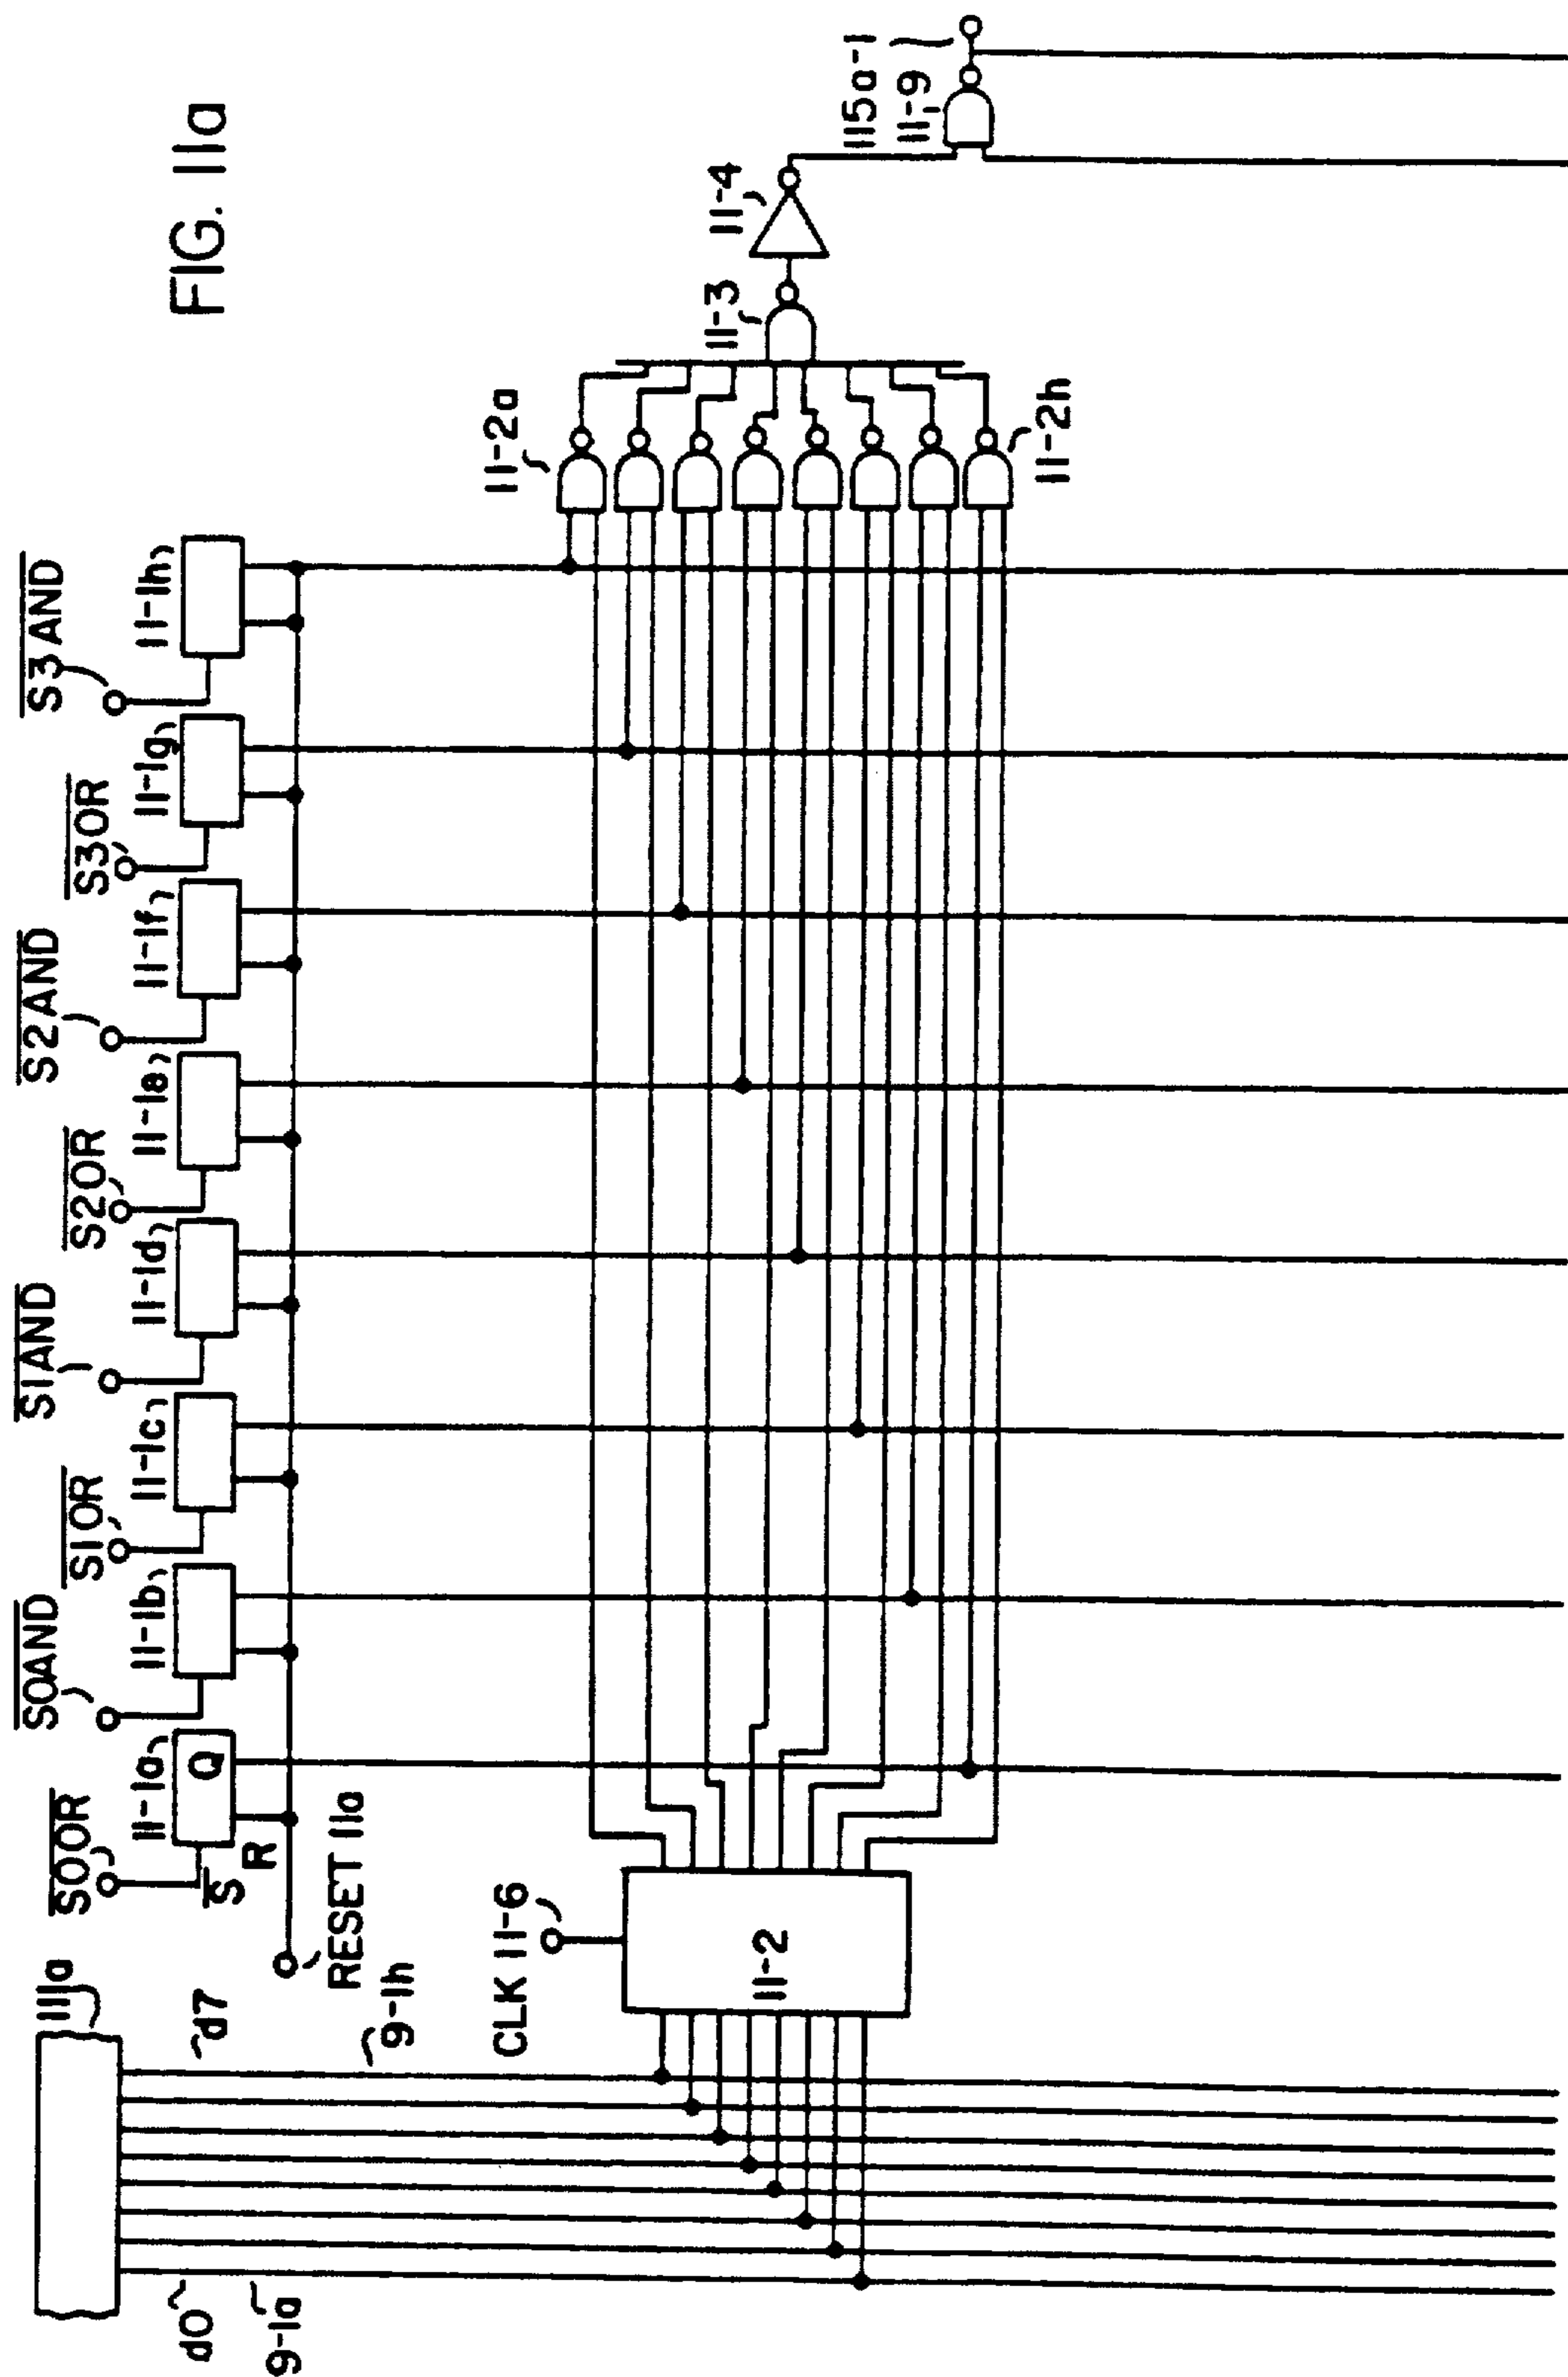 FIG. 11a
111a
d7
9-1h
d0
9-1a
S0OR
S0AND
S1OR
S1AND
S2OR
S2AND
S3OR
S3AND
11-1a
11-1b
11-1c
11-1d
11-1e
11-1f
11-1g
11-1h
Q
S
R
RESET 11a
CLK 11-6
11-2
11-2a
11-2h
11-3
11-4
115a-1
11-9